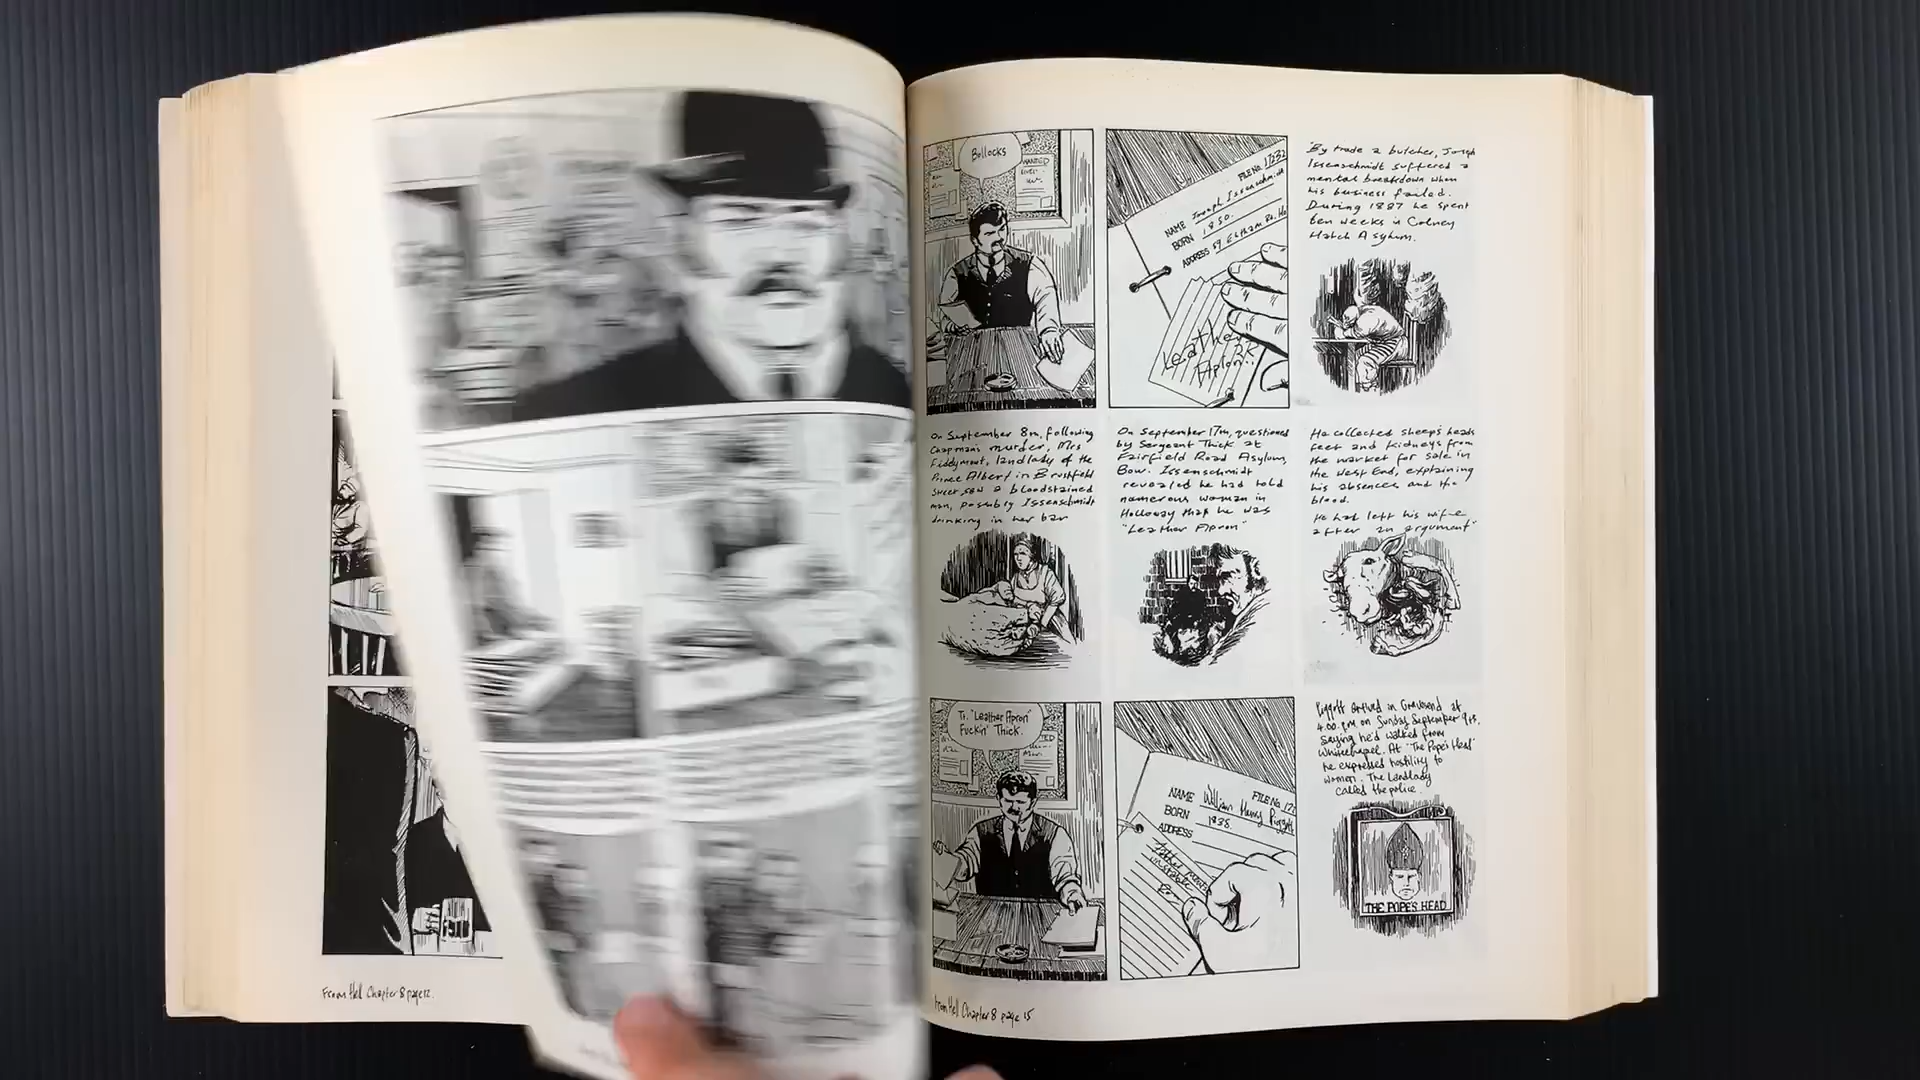 From Hell Chapter 8 page 12.
Bollocks
WANTED
FILE No. 17232
NAME Joseph Issenschmidt
BORN 1850.
ADDRESS 59 Eltham Rd. Ho
Leather
Apron
"By trade a butcher, Joseph
Issenschmidt suffered a
mental breakdown when
his business failed.
During 1887 he spent
ten weeks in Colney
Hatch Asylum.
On September 8th, following
Chapman's murder, Mrs
Fiddymont, landlady of the
Prince Albert in Brushfield
Street, saw a bloodstained
man, possibly Issenschmidt
drinking in her bar
On September 17th, questioned
by Sergeant Thick at
Fairfield Road Asylum,
Bow. Issenschmidt
revealed he had told
numerous women in
Holloway that he was
"Leather Apron"
He collected sheep's heads
feet and kidneys from
the market for sale in
the West End, explaining
his absences and the
blood.
He had left his wife
after an argument"
"Leather Apron"
Fuckin' Thick.
FILE No.
NAME William Henry Piggott
BORN 1835.
ADDRESS
Piggott arrived in Gravesend at
4.00. pm on Sunday September 9th,
saying he'd walked from
Whitechapel. At "The Pope's Head"
he expressed hostility to
women. The Landlady
called the police.
THE POPE'S HEAD
From Hell Chapter 8 page 15